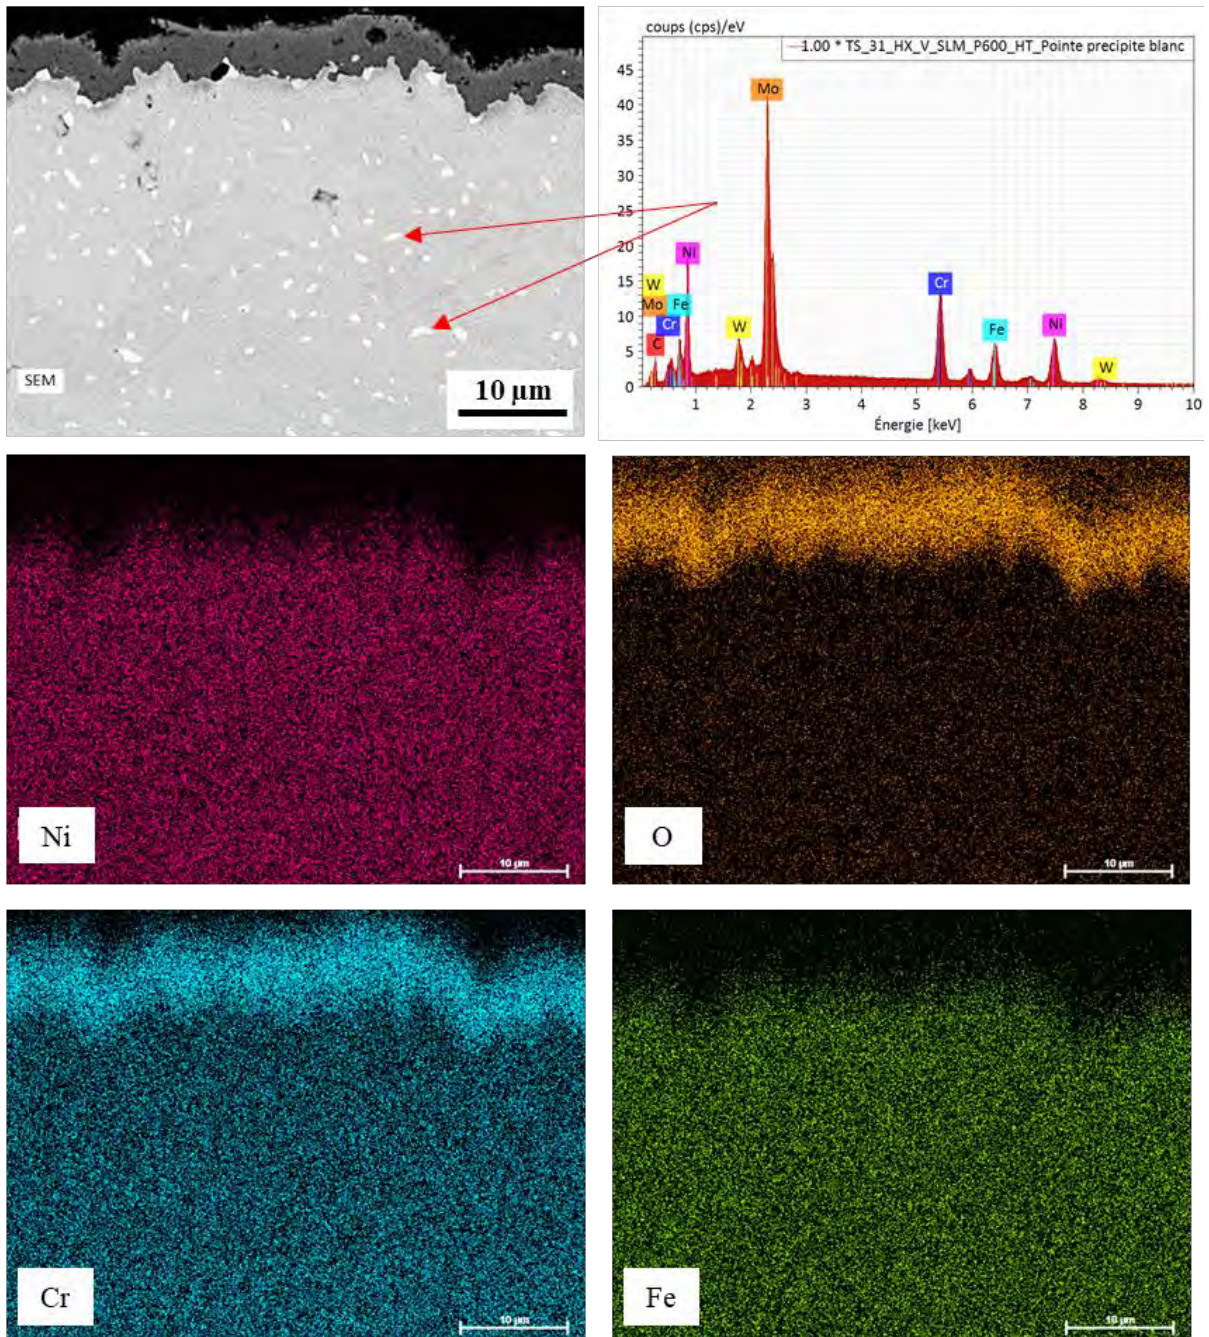 SEM
10 µm
coups (cps)/eV
1.00 * TS_31_HX_V_SLM_P600_HT_Pointe precipite blanc
45
40
35
30
25
20
15
10
5
0
Mo
Ni
W
Mo
Fe
Cr
C
W
Cr
Fe
Ni
W
1 2 3 4 5 6 7 8 9 10
Énergie [keV]
Ni
10 µm
O
10 µm
Cr
10 µm
Fe
10 µm